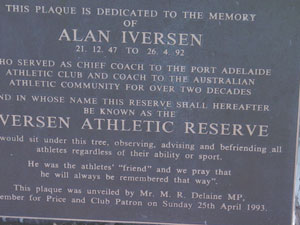 THIS PLAQUE IS DEDICATED TO THE MEMORY
OF
ALAN IVERSEN
21. 12. 47 TO 26. 4. 92
HO SERVED AS CHIEF COACH TO THE PORT ADELAIDE
ATHLETIC CLUB AND COACH TO THE AUSTRALIAN
ATHLETIC COMMUNITY FOR OVER TWO DECADES
ND IN WHOSE NAME THIS RESERVE SHALL HEREAFTER
BE KNOWN AS THE
VERSEN ATHLETIC RESERVE
would sit under this tree, observing, advising and befriending all
athletes regardless of their ability or sport.
He was the athletes' "friend" and we pray that
he will always be remembered that way".
This plaque was unveiled by Mr. M. R. Delaine MP,
ember for Price and Club Patron on Sunday 25th April 1993.